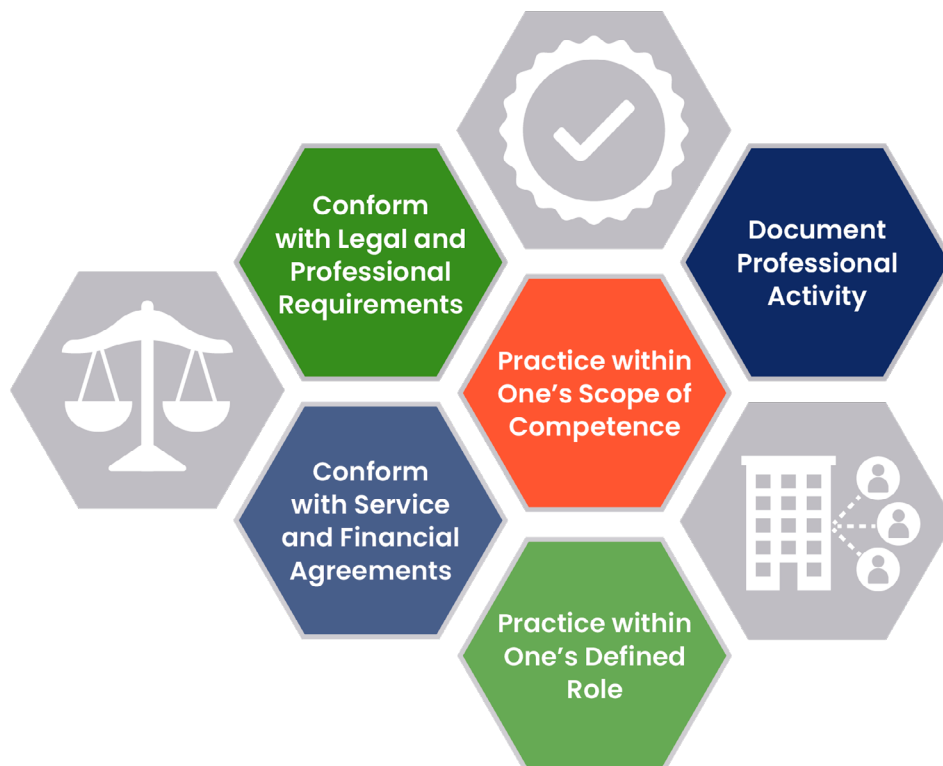 Conform
with Legal and
Professional
Requirements
Document
Professional
Activity
Practice within
One’s Scope of
Competence
Conform
with Service
and Financial
Agreements
Practice within
One’s Defined
Role